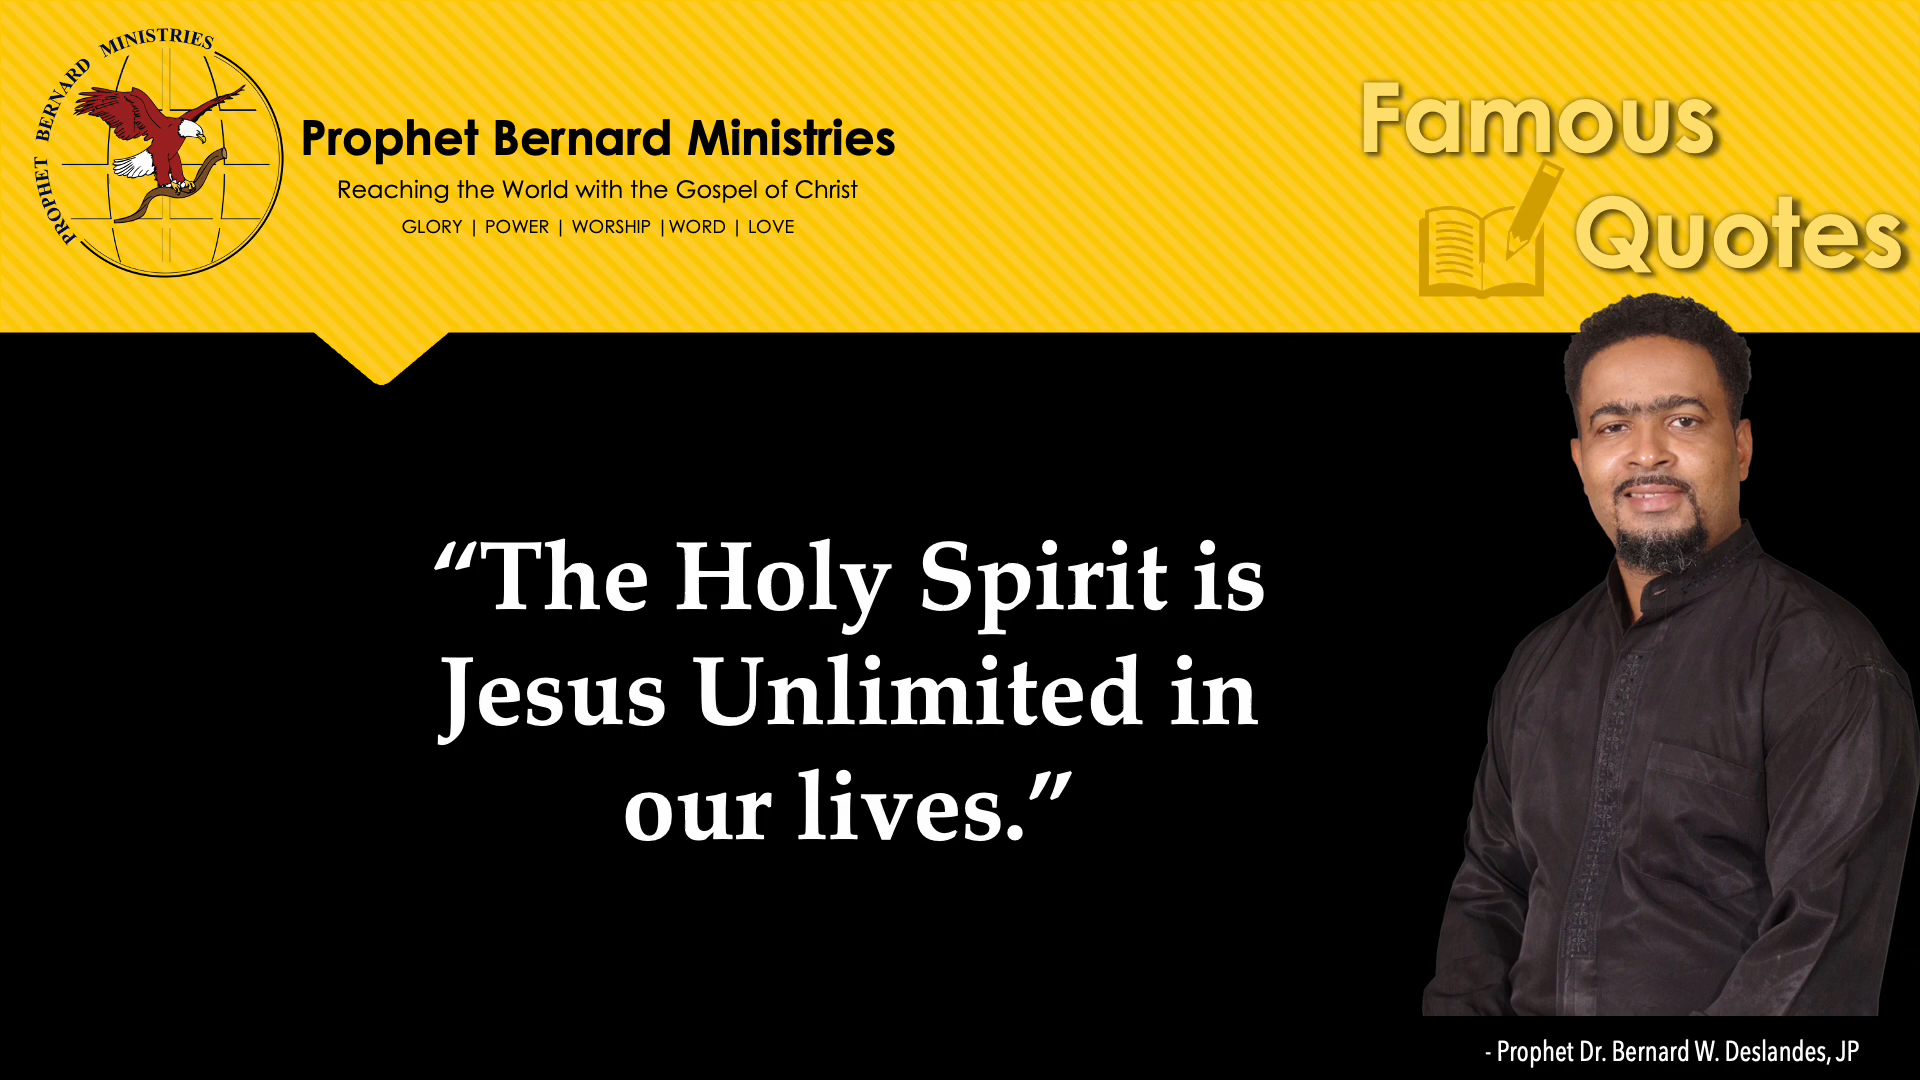 PROPHET BERNARD MINISTRIES
Prophet Bernard Ministries
Reaching the World with the Gospel of Christ
GLORY | POWER | WORSHIP |WORD | LOVE
Famous
Quotes
“The Holy Spirit is
Jesus Unlimited in
our lives.”
- Prophet Dr. Bernard W. Deslandes, JP